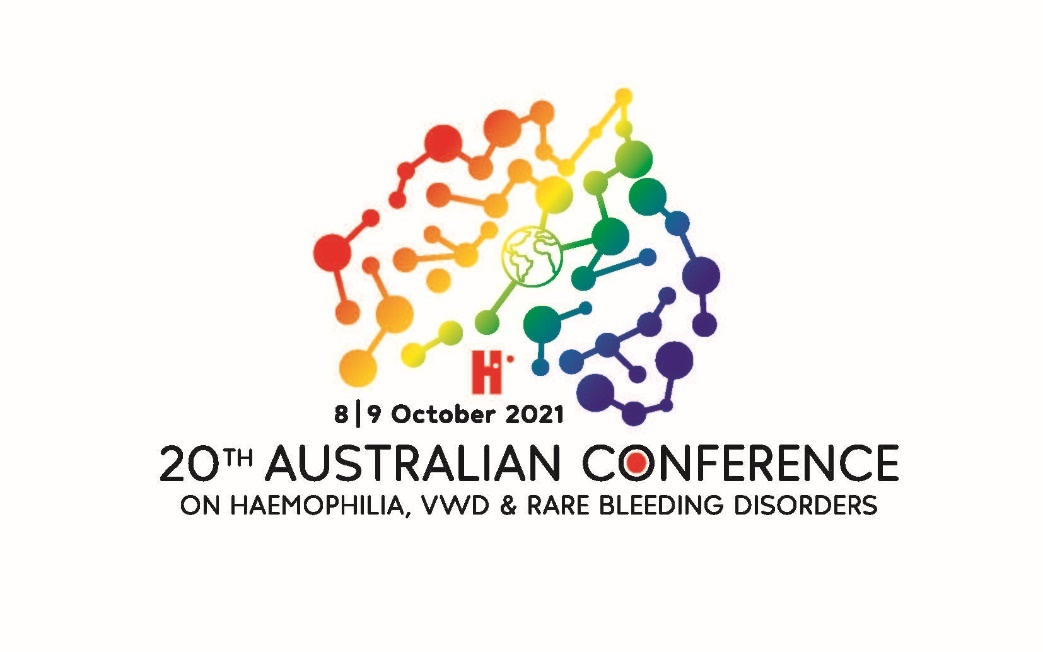 H
8|9 October 2021
20TH AUSTRALIAN CONFERENCE
ON HAEMOPHILIA, VWD & RARE BLEEDING DISORDERS